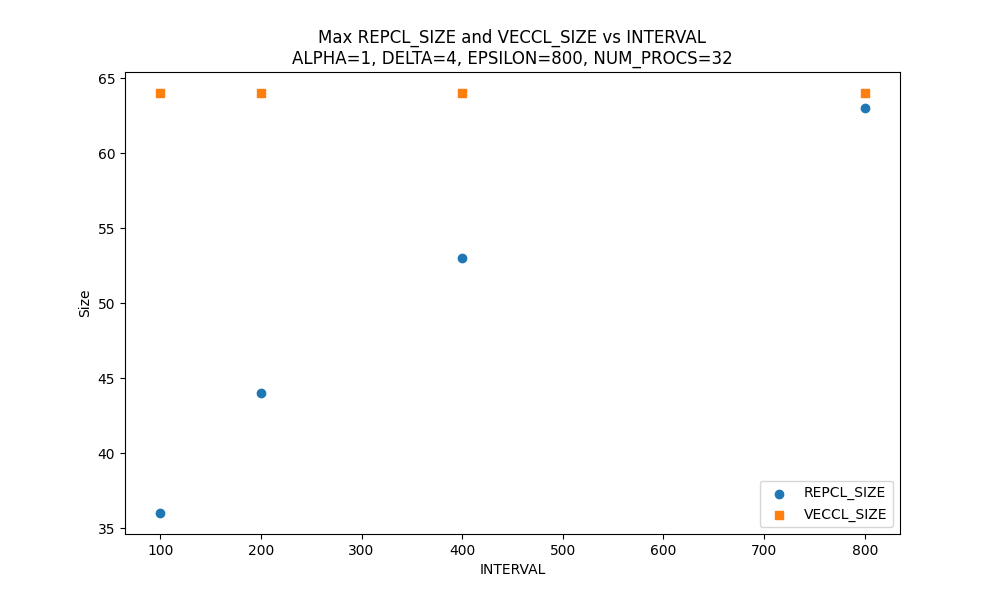 Max REPCL_SIZE and VECCL_SIZE vs INTERVAL
ALPHA=1, DELTA=4, EPSILON=800, NUM_PROCS=32
65
60
55
50
45
40
35
Size
100 200 300 400 500 600 700 800
INTERVAL
REPCL_SIZE
VECCL_SIZE